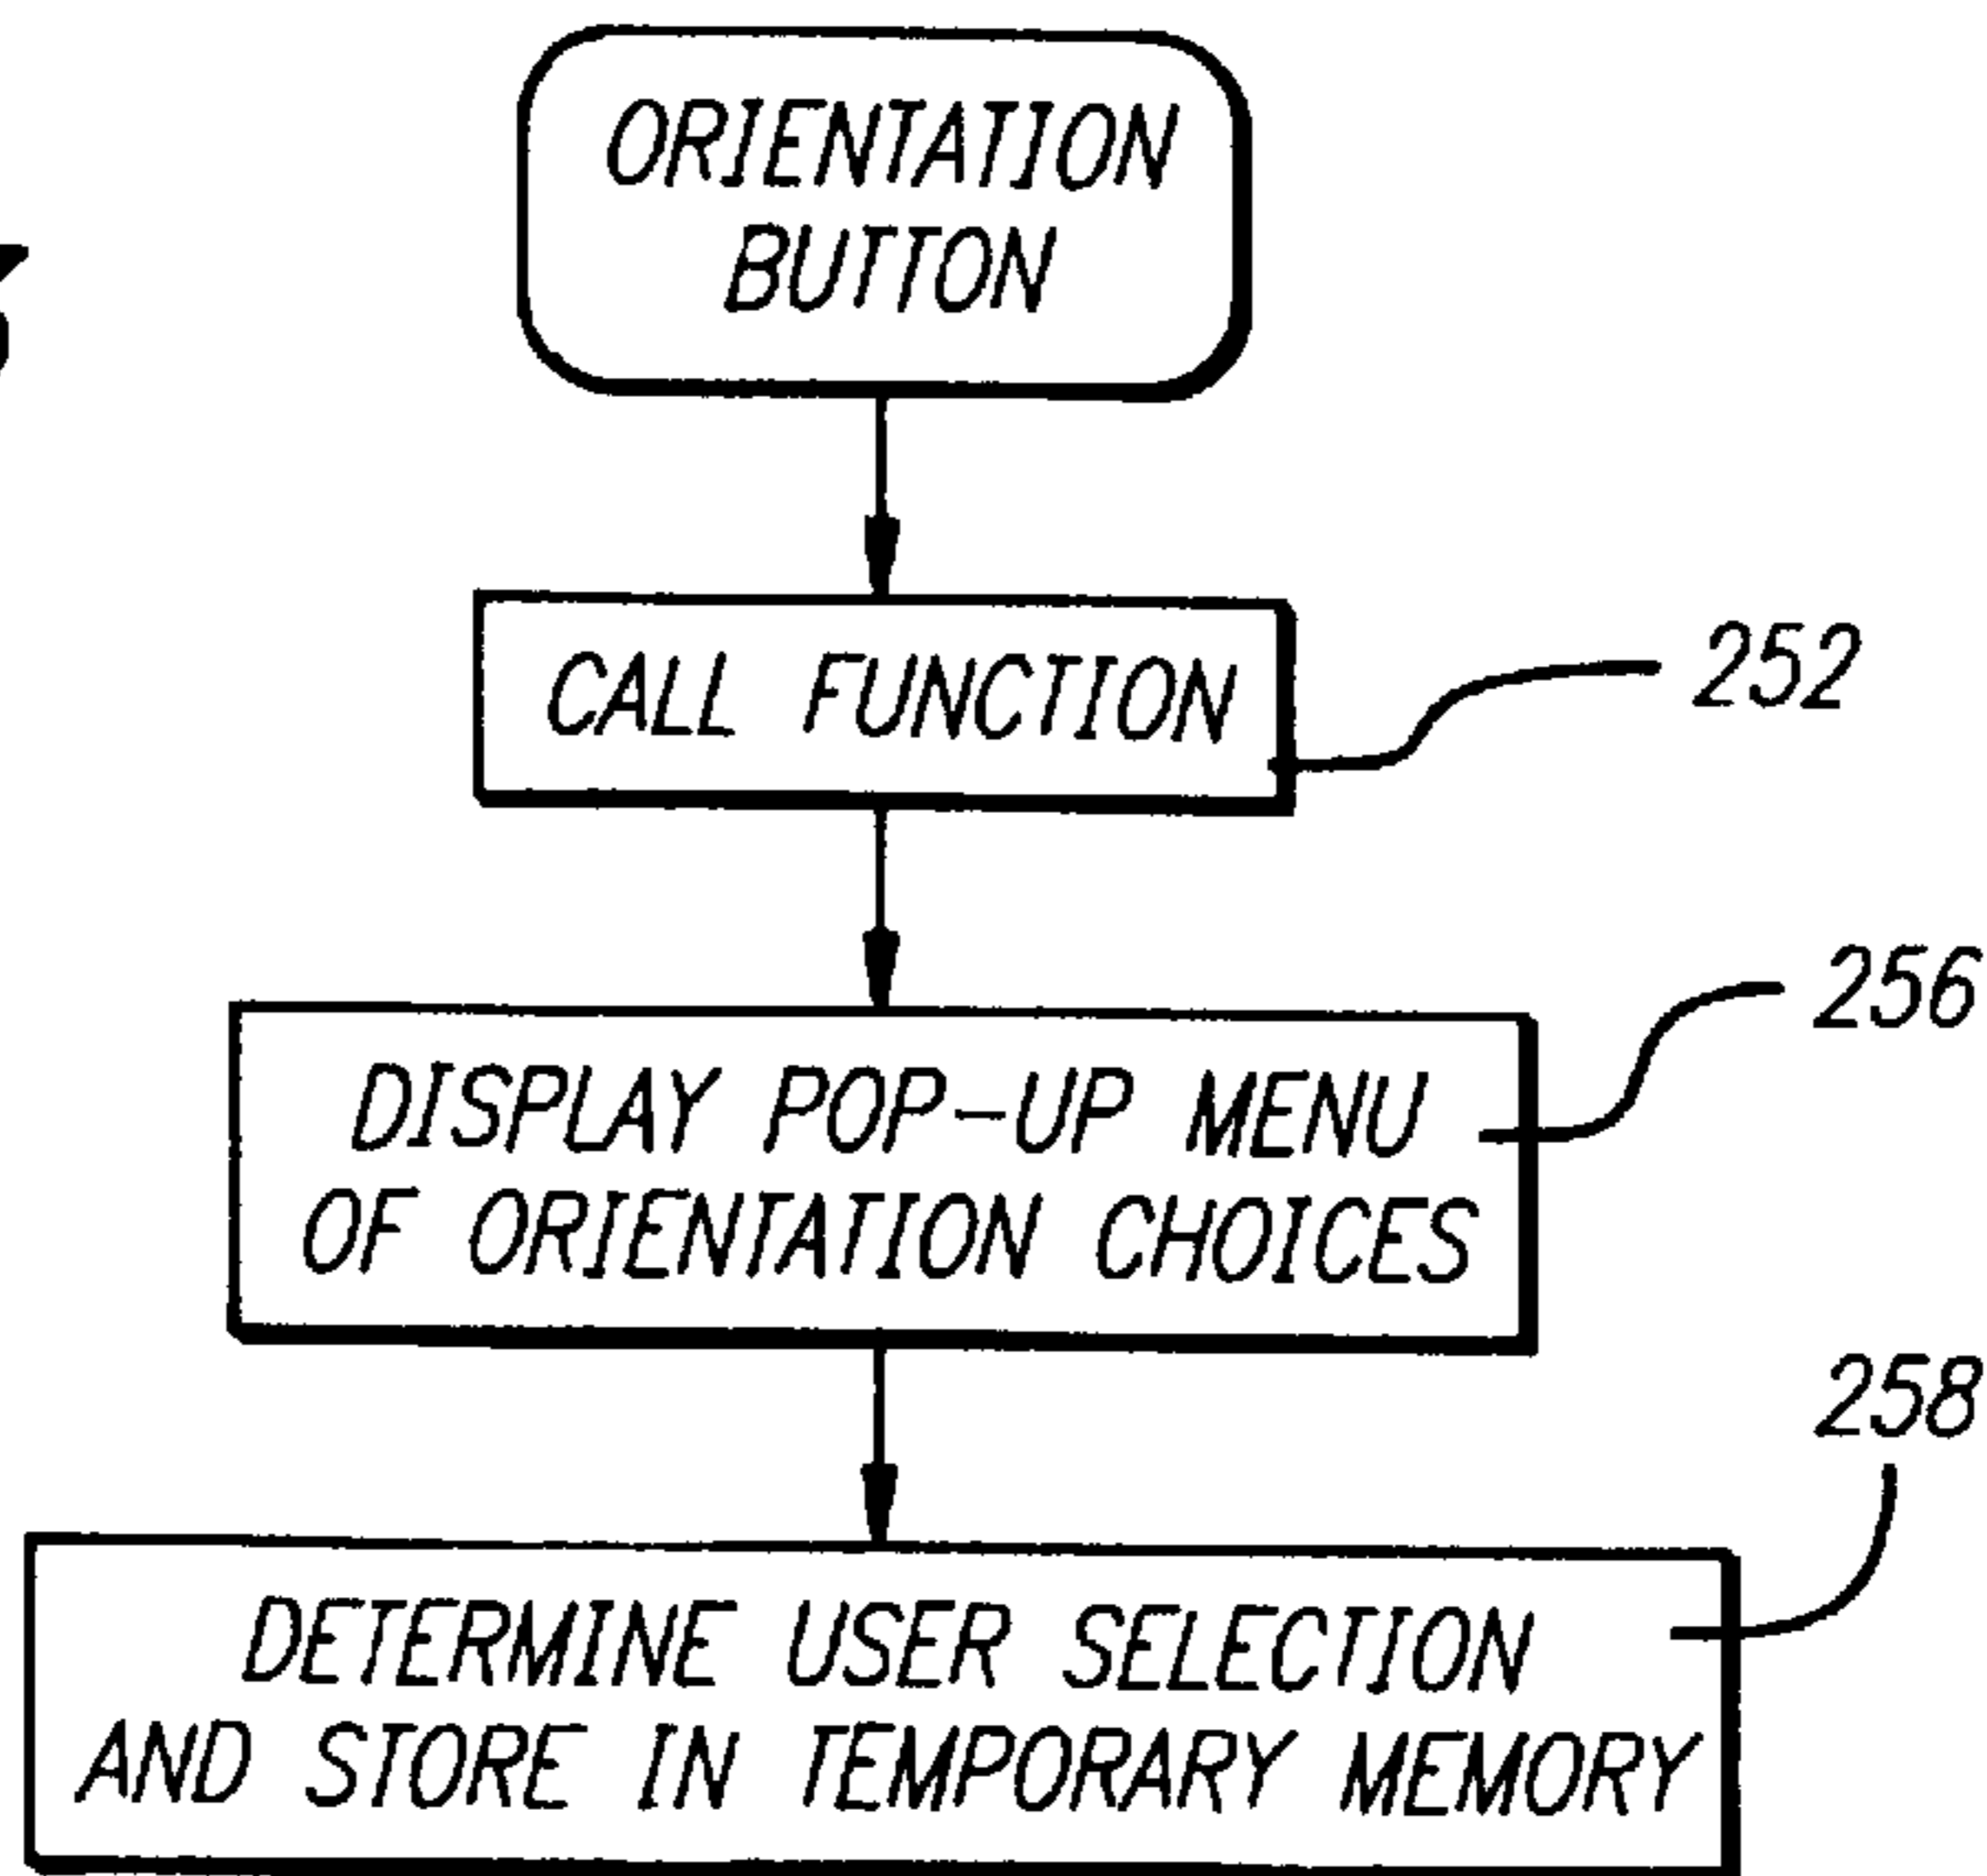 ORIENTATION
BUTTON
CALL FUNCTION
252
DISPLAY POP-UP MENU
OF ORIENTATION CHOICES
256
DETERMINE USER SELECTION
AND STORE IN TEMPORARY MEMORY
258